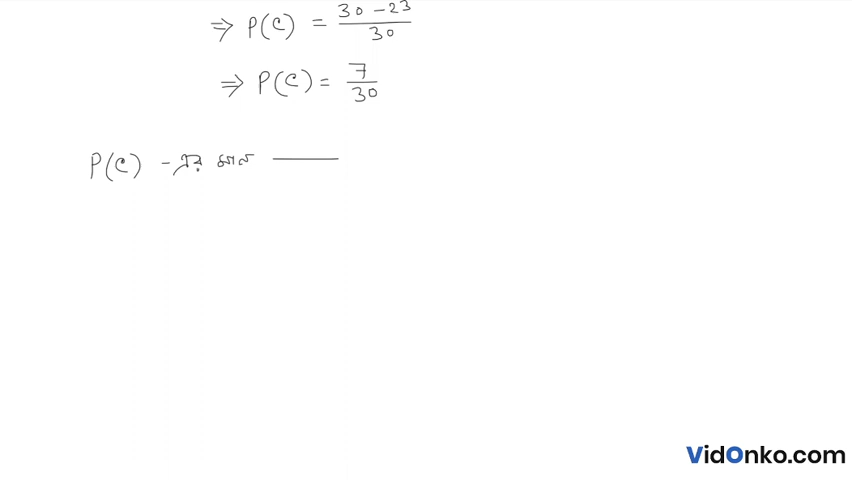 ⇒ P(C) = 30 - 23 / 30
⇒ P(C) = 7 / 30
P(C) - এর মান
VidOnko.com